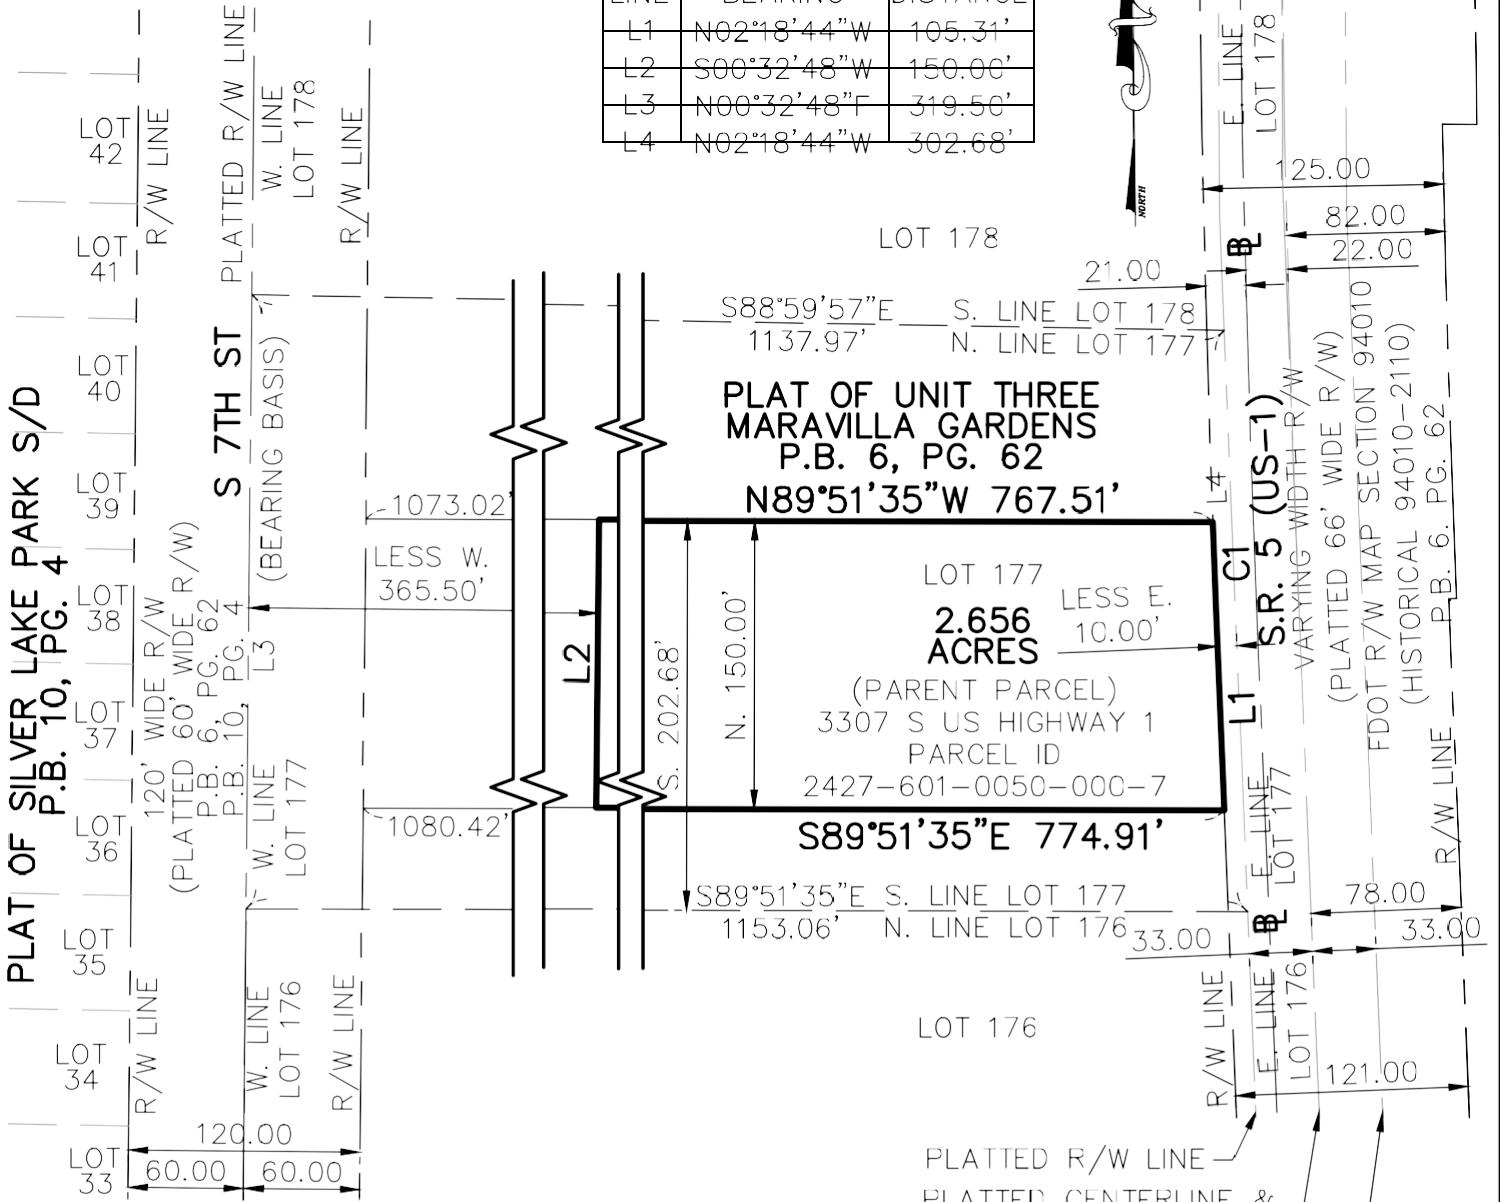 LINE BEARING DISTANCE
L1 N02°18'44"W 105.31'
L2 S00°32'48"W 150.00'
L3 N00°32'48"E 319.50'
L4 N02°18'44"W 302.68'
NORTH
LOT 42
LOT 41
LOT 40
LOT 39
LOT 38
LOT 37
LOT 36
LOT 35
LOT 34
LOT 33
R/W LINE
PLATTED R/W LINE
W. LINE
LOT 178
R/W LINE
E. LINE
LOT 178
125.00
82.00
22.00
21.00
BL
LOT 178
S88°59'57"E S. LINE LOT 178
1137.97' N. LINE LOT 177
PLAT OF UNIT THREE
MARAVILLA GARDENS
P.B. 6, PG. 62
N89°51'35"W 767.51'
PLAT OF SILVER LAKE PARK S/D
P.B. 10, PG. 4
S 7TH ST
(BEARING BASIS)
120' WIDE R/W
(PLATTED 60' WIDE R/W)
P.B. 6, PG. 62
P.B. 10, PG. 4
L3
W. LINE
LOT 177
1073.02'
LESS W.
365.50'
1080.42'
L2
S. 202.68'
N. 150.00'
LOT 177
2.656
ACRES
LESS E.
10.00'
(PARENT PARCEL)
3307 S US HIGHWAY 1
PARCEL ID
2427-601-0050-000-7
S89°51'35"E 774.91'
L4
C1
L1
S.R. 5 (US-1)
VARYING WIDTH R/W
(PLATTED 66' WIDE R/W)
FDOT R/W MAP SECTION 94010
(HISTORICAL 94010-2110)
P.B. 6. PG. 62
R/W LINE
E. LINE
LOT 177
BL
S89°51'35"E S. LINE LOT 177
1153.06' N. LINE LOT 176
78.00
33.00
33.00
R/W LINE
W. LINE
LOT 176
R/W LINE
LOT 176
R/W LINE
E. LINE
LOT 176
121.00
120.00
60.00 60.00
PLATTED R/W LINE
PLATTED CENTERLINE &